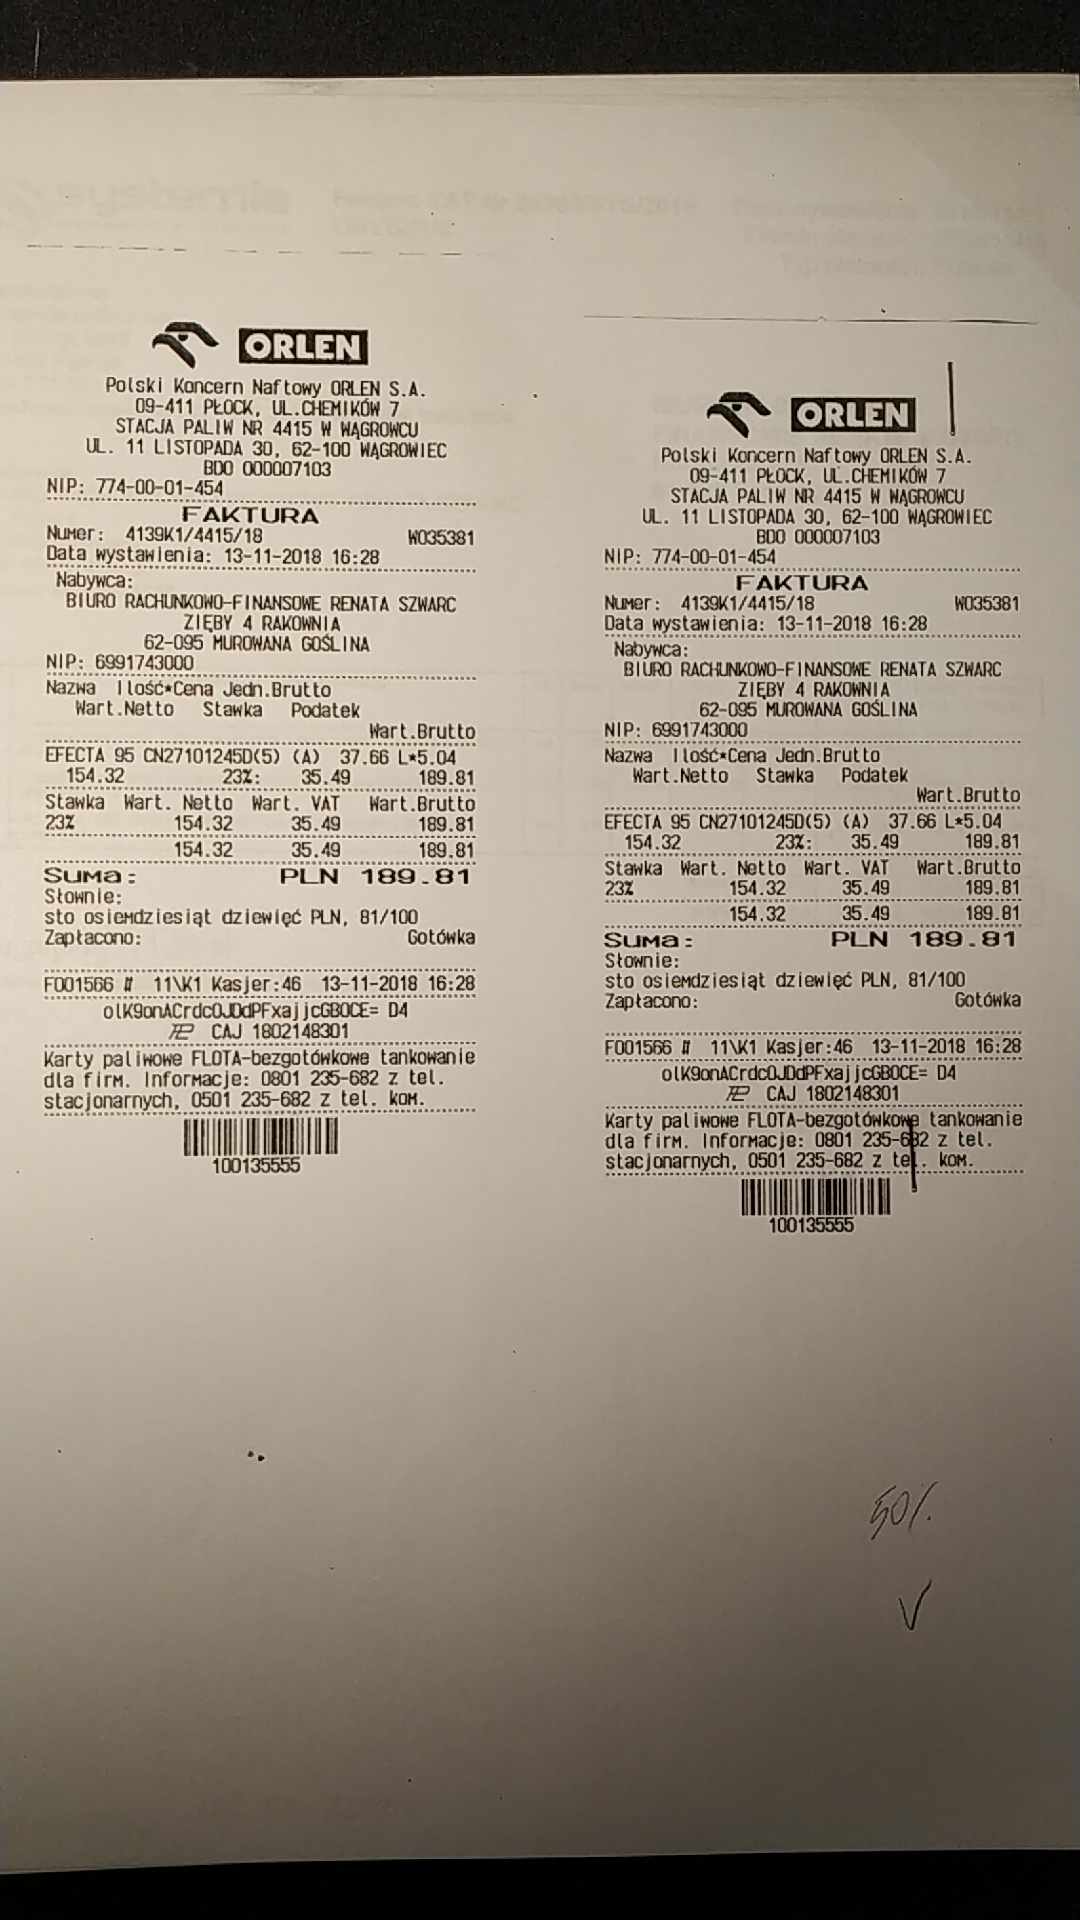 ORLEN
Polski Koncern Naftowy ORLEN S.A.
09-411 PŁOCK, UL.CHEMIKÓW 7
STACJA PALIW NR 4415 W WĄGROWCU
UL. 11 LISTOPADA 30, 62-100 WĄGROWIEC
BDO 000007103
NIP: 774-00-01-454
FAKTURA
Numer: 4139K1/4415/18 W035381
Data wystawienia: 13-11-2018 16:28
Nabywca:
BIURO RACHUNKOWO-FINANSOWE RENATA SZWARC
ZIĘBY 4 RAKOWNIA
62-095 MUROWANA GOŚLINA
NIP: 6991743000
Nazwa Ilość*Cena Jedn.Brutto
Wart.Netto Stawka Podatek
Wart.Brutto
EFECTA 95 CN27101245D(5) (A) 37.66 L*5.04
154.32 23%: 35.49 189.81
Stawka Wart. Netto Wart. VAT Wart.Brutto
23% 154.32 35.49 189.81
154.32 35.49 189.81
Suma: PLN 189.81
Słownie:
sto osiemdziesiąt dziewięć PLN, 81/100
Zapłacono: Gotówka
F001566 # 11\K1 Kasjer:46 13-11-2018 16:28
olK9onACrdcOJDdPFxajjcGBOCE= D4
CAJ 1802148301
Karty paliwowe FLOTA-bezgotówkowe tankowanie
dla firm. Informacje: 0801 235-682 z tel.
stacjonarnych, 0501 235-682 z tel. kom.
100135555
ORLEN
Polski Koncern Naftowy ORLEN S.A.
09-411 PŁOCK, UL.CHEMIKÓW 7
STACJA PALIW NR 4415 W WĄGROWCU
UL. 11 LISTOPADA 30, 62-100 WĄGROWIEC
BDO 000007103
NIP: 774-00-01-454
FAKTURA
Numer: 4139K1/4415/18 W035381
Data wystawienia: 13-11-2018 16:28
Nabywca:
BIURO RACHUNKOWO-FINANSOWE RENATA SZWARC
ZIĘBY 4 RAKOWNIA
62-095 MUROWANA GOŚLINA
NIP: 6991743000
Nazwa Ilość*Cena Jedn.Brutto
Wart.Netto Stawka Podatek
Wart.Brutto
EFECTA 95 CN27101245D(5) (A) 37.66 L*5.04
154.32 23%: 35.49 189.81
Stawka Wart. Netto Wart. VAT Wart.Brutto
23% 154.32 35.49 189.81
154.32 35.49 189.81
Suma: PLN 189.81
Słownie:
sto osiemdziesiąt dziewięć PLN, 81/100
Zapłacono: Gotówka
F001566 # 11\K1 Kasjer:46 13-11-2018 16:28
olK9onACrdcOJDdPFxajjcGBOCE= D4
CAJ 1802148301
Karty paliwowe FLOTA-bezgotówkowe tankowanie
dla firm. Informacje: 0801 235-682 z tel.
stacjonarnych, 0501 235-682 z tel. kom.
100135555
50%